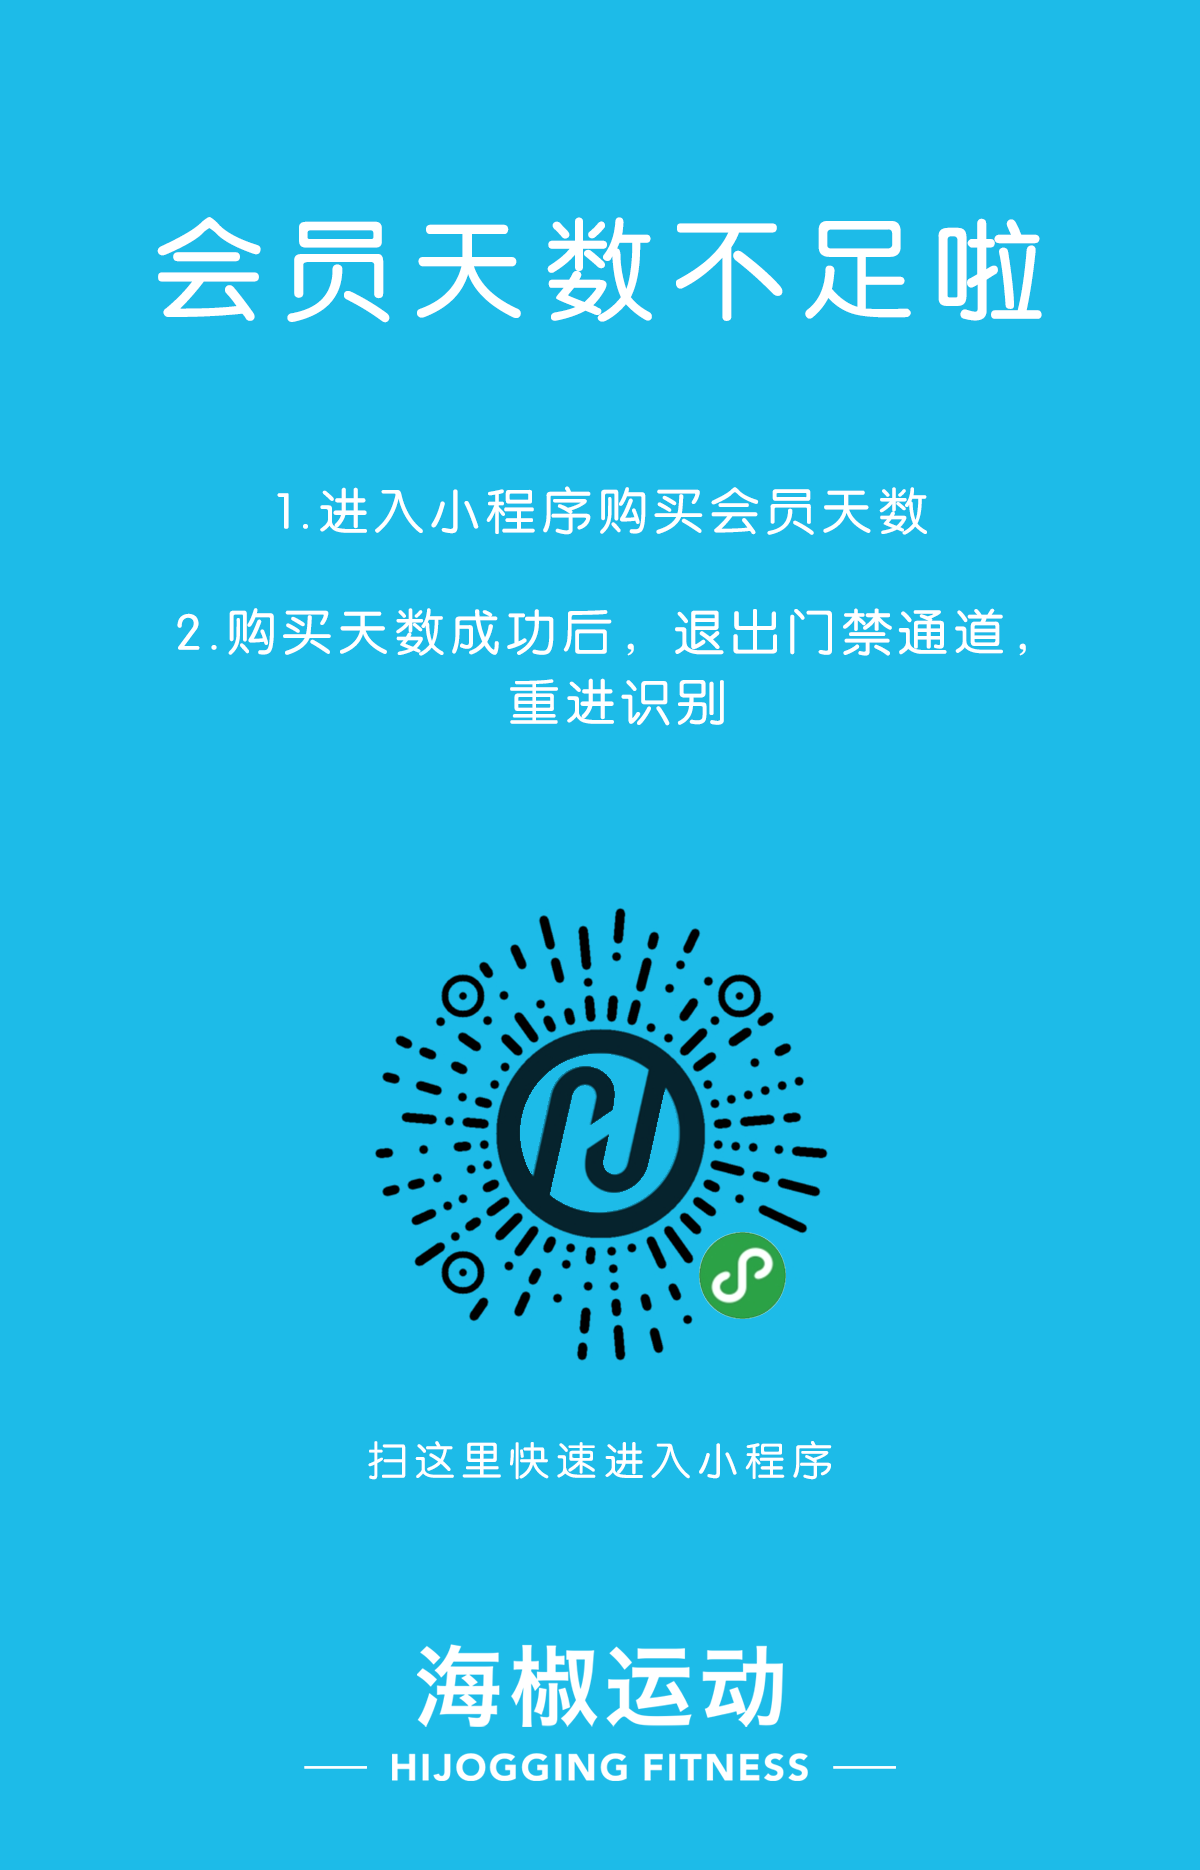 会员天数不足啦
1.进入小程序购买会员天数
2.购买天数成功后，退出门禁通道，
重进识别
扫这里快速进入小程序
海椒运动
HIJOGGING FITNESS